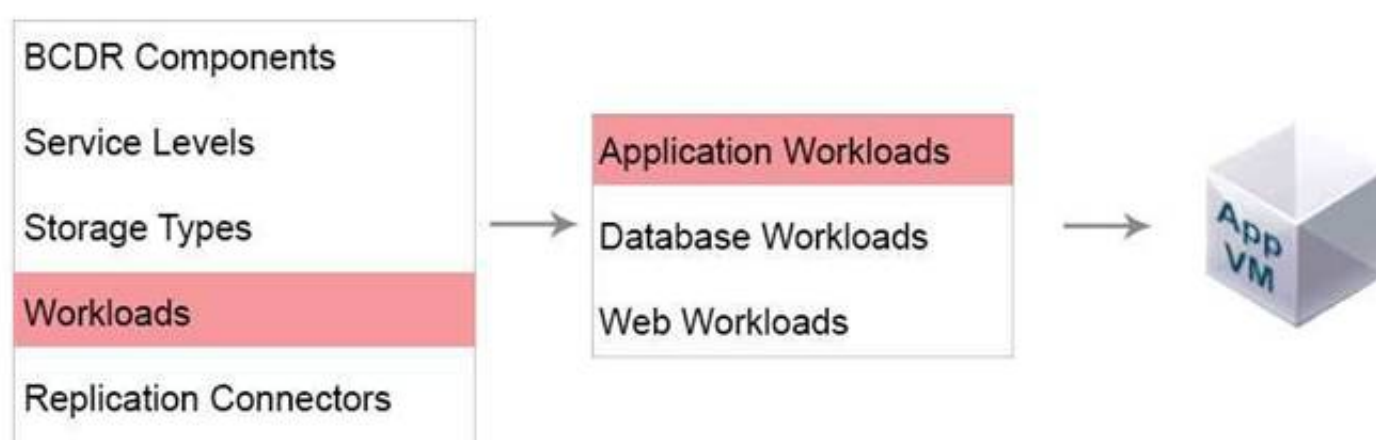 BCDR Components
Service Levels
Storage Types
Workloads
Replication Connectors
Application Workloads
Database Workloads
Web Workloads
App
VM